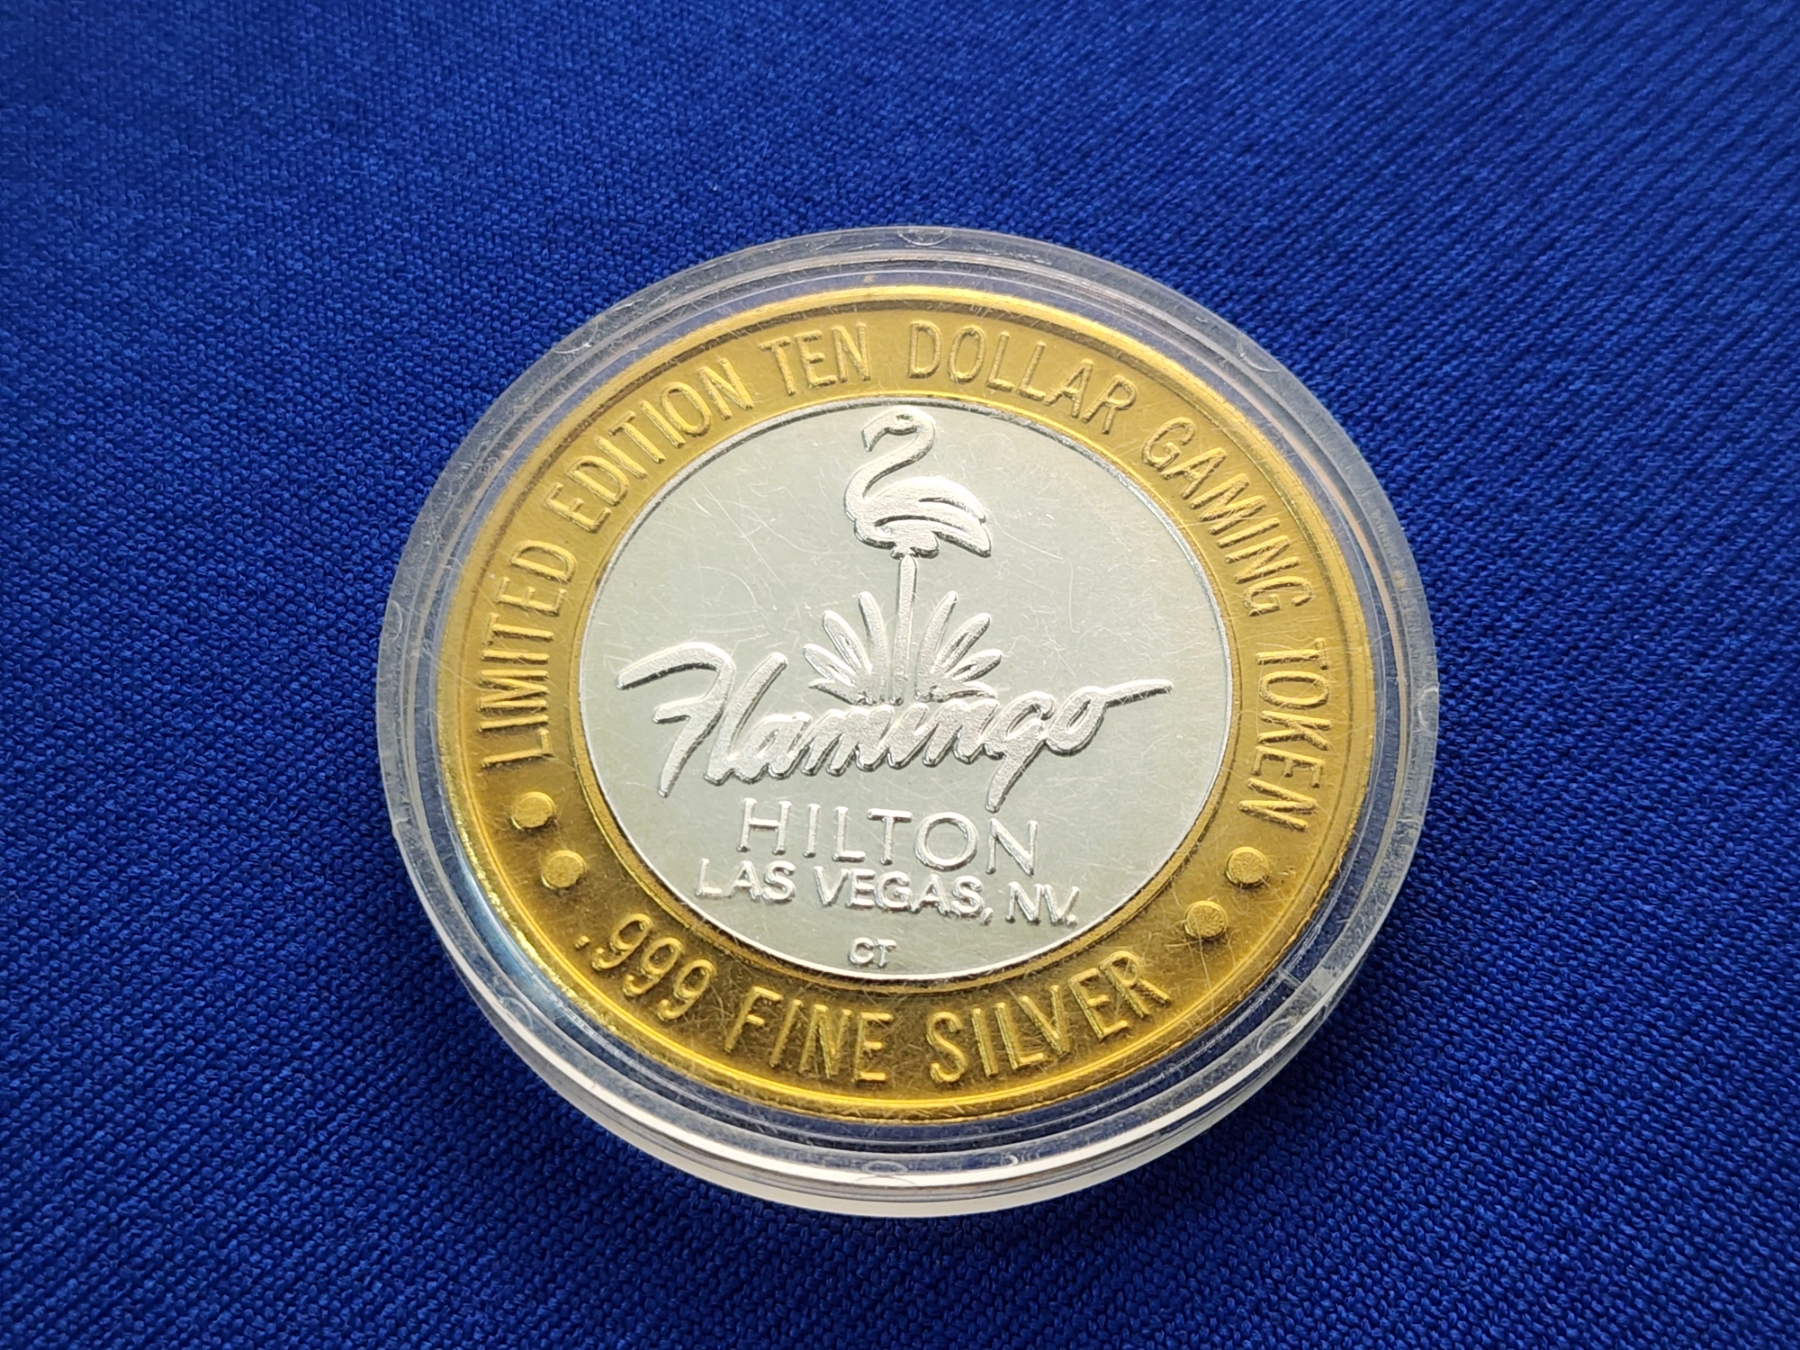 LIMITED EDITION TEN DOLLAR GAMING TOKEN
Flamingo
HILTON
LAS VEGAS, NV.
CT
.999 FINE SILVER